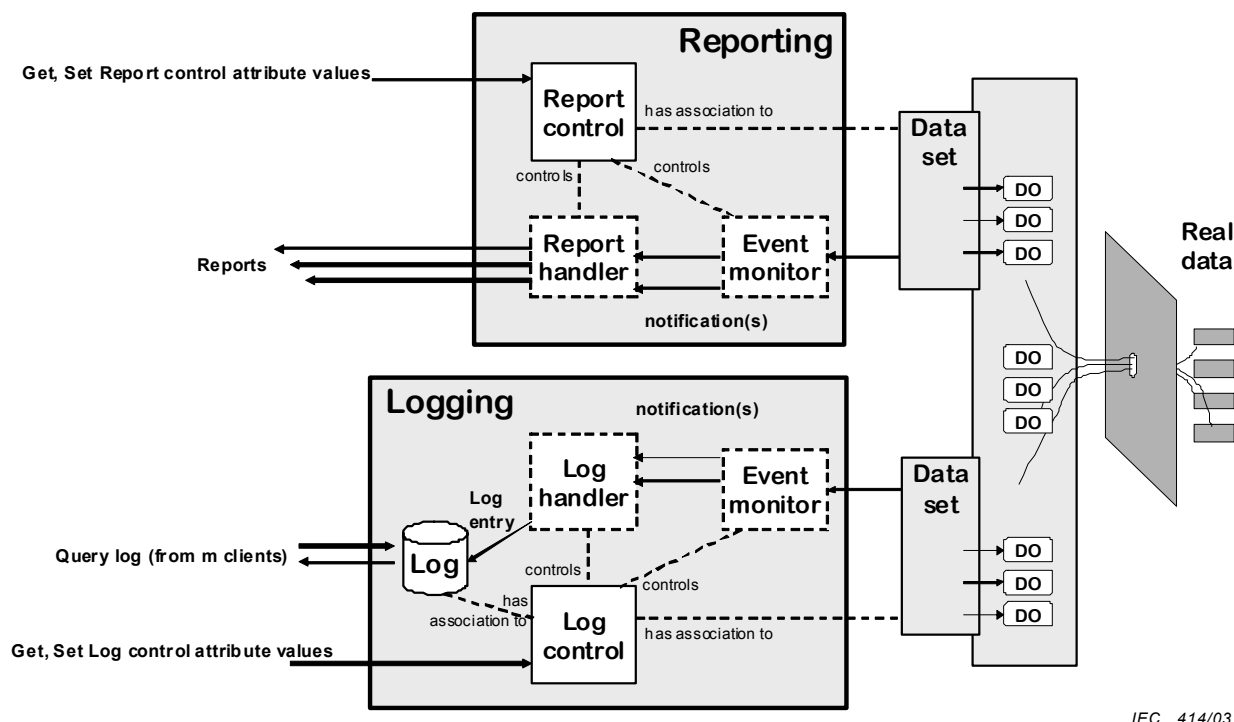 Reporting
Get, Set Report control attribute values
Report
control
has association to
controls
controls
Data
set
DO
DO
DO
Report
handler
Event
monitor
Reports
notification(s)
Real
data
DO
DO
DO
Logging
notification(s)
Log
handler
Event
monitor
Data
set
Log
entry
Query log (from m clients)
Log
controls
controls
has
association to
Log
control
has association to
Get, Set Log control attribute values
DO
DO
DO
IEC 414/03